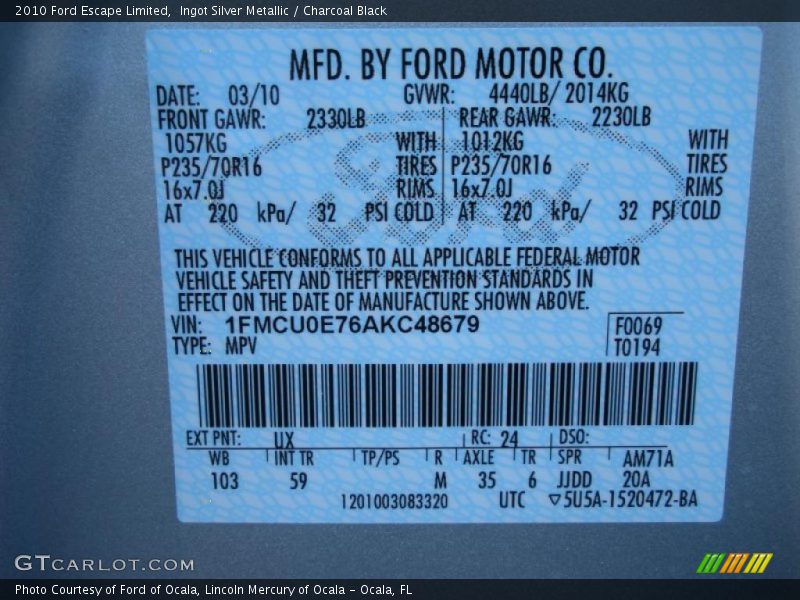 2010 Ford Escape Limited,  Ingot Silver Metallic / Charcoal Black
MFD. BY FORD MOTOR CO.
DATE: 03/10 GVWR: 4440LB/ 2014KG
FRONT GAWR: 2330LB REAR GAWR: 2230LB
1057KG WITH 1012KG WITH
P235/70R16 TIRES P235/70R16 TIRES
16x7.0J RIMS 16x7.0J RIMS
AT 220 kPa/ 32 PSI COLD AT 220 kPa/ 32 PSI COLD
THIS VEHICLE CONFORMS TO ALL APPLICABLE FEDERAL MOTOR
VEHICLE SAFETY AND THEFT PREVENTION STANDARDS IN
EFFECT ON THE DATE OF MANUFACTURE SHOWN ABOVE.
VIN: 1FMCU0E76AKC48679 F0069
TYPE: MPV T0194
EXT PNT: UX RC: 24 DSO:
WB INT TR TP/PS R AXLE TR SPR AM71A
103 59 M 35 6 JJDD 20A
1201003083320 UTC ▽5U5A-1520472-BA
GTCARLOT.COM
Photo Courtesy of Ford of Ocala, Lincoln Mercury of Ocala – Ocala, FL